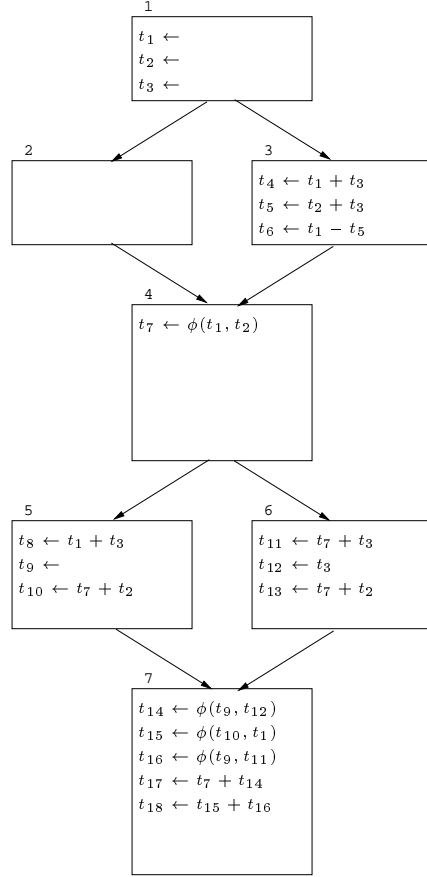 1
t₁ ←
t₂ ←
t₃ ←
2
3
t₄ ← t₁ + t₃
t₅ ← t₂ + t₃
t₆ ← t₁ − t₅
4
t₇ ← ϕ(t₁, t₂)
5
t₈ ← t₁ + t₃
t₉ ←
t₁₀ ← t₇ + t₂
6
t₁₁ ← t₇ + t₃
t₁₂ ← t₃
t₁₃ ← t₇ + t₂
7
t₁₄ ← ϕ(t₉, t₁₂)
t₁₅ ← ϕ(t₁₀, t₁)
t₁₆ ← ϕ(t₉, t₁₁)
t₁₇ ← t₇ + t₁₄
t₁₈ ← t₁₅ + t₁₆